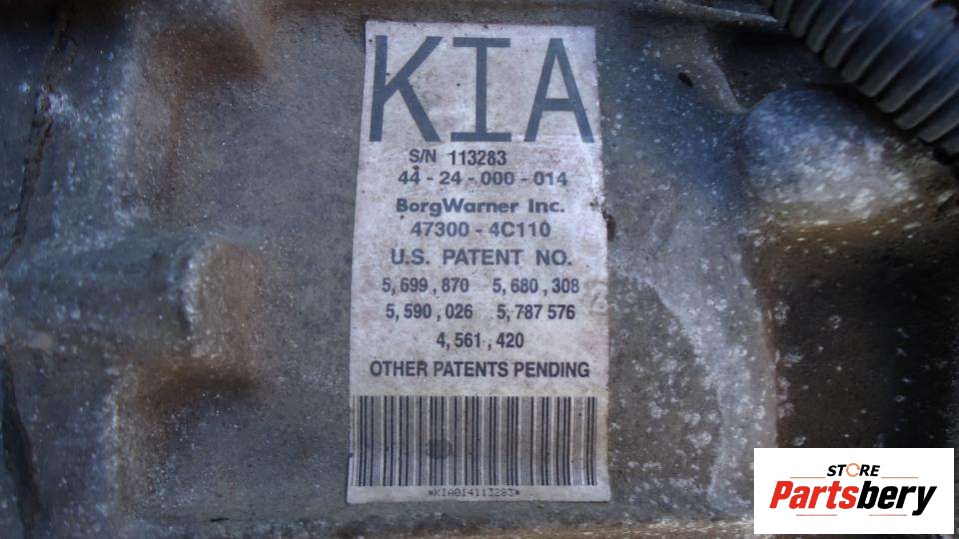 KIA
S/N 113283
44-24-000-014
BorgWarner Inc.
47300-4C110
U.S. PATENT NO.
5,699,870 5,680,308
5,590,026 5,787 576
4,561,420
OTHER PATENTS PENDING
*KIA014113283*
STORE
Partsbery